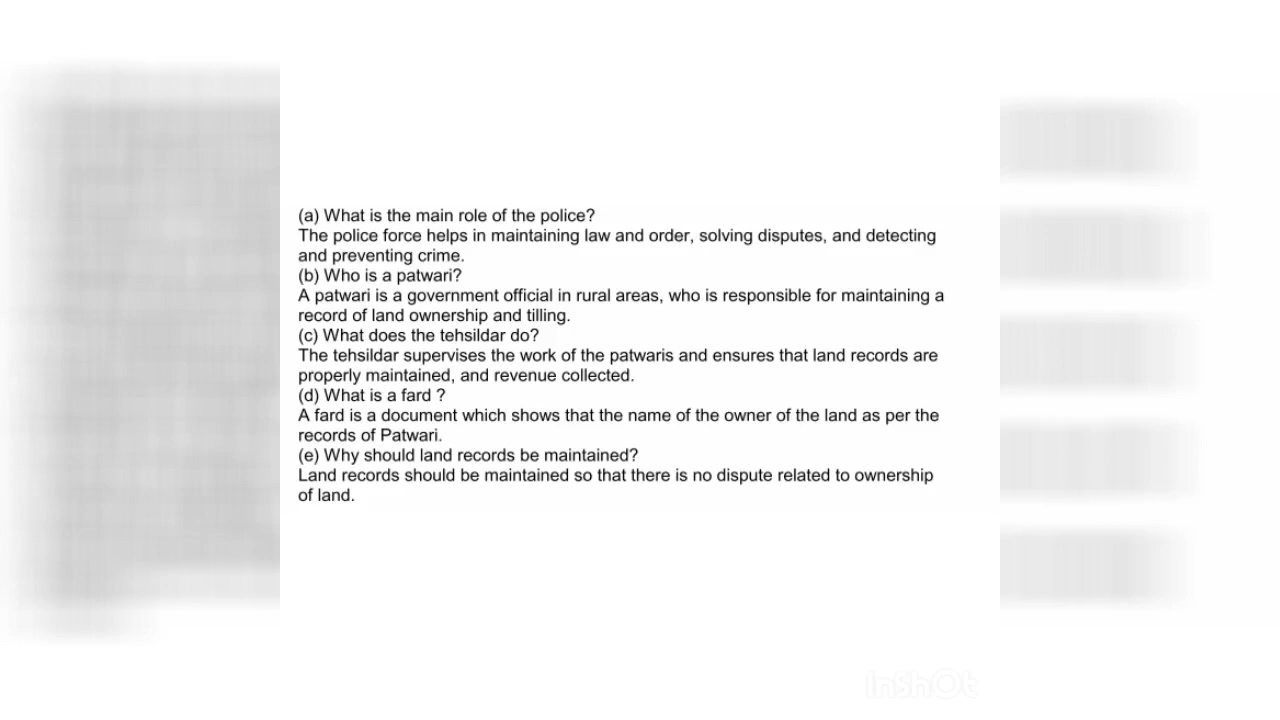 (a) What is the main role of the police?
The police force helps in maintaining law and order, solving disputes, and detecting
and preventing crime.
(b) Who is a patwari?
A patwari is a government official in rural areas, who is responsible for maintaining a
record of land ownership and tilling.
(c) What does the tehsildar do?
The tehsildar supervises the work of the patwaris and ensures that land records are
properly maintained, and revenue collected.
(d) What is a fard ?
A fard is a document which shows that the name of the owner of the land as per the
records of Patwari.
(e) Why should land records be maintained?
Land records should be maintained so that there is no dispute related to ownership
of land.
InShOt